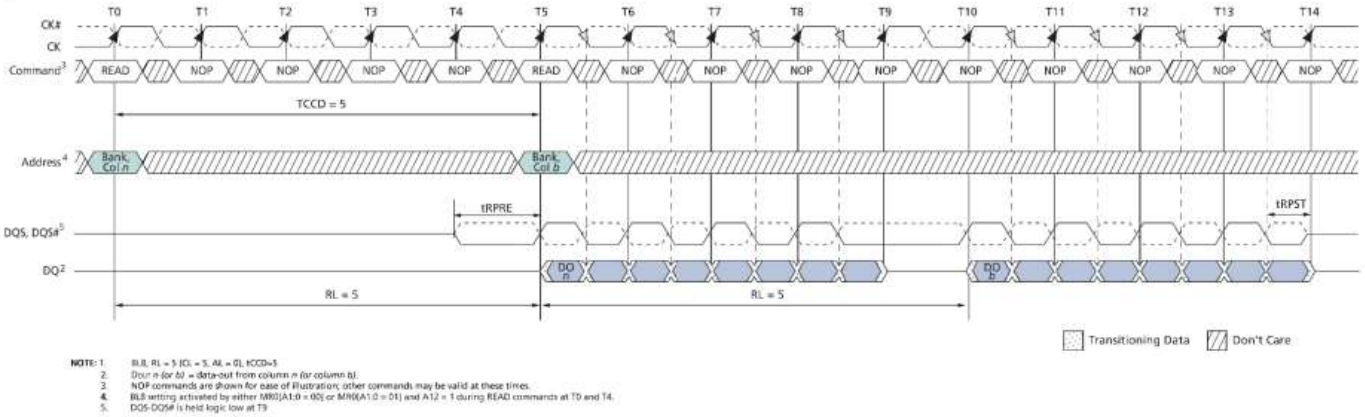 T0 T1 T2 T3 T4 T5 T6 T7 T8 T9 T10 T11 T12 T13 T14
CK#
CK
Command3 READ NOP NOP NOP NOP READ NOP NOP NOP NOP NOP NOP NOP NOP NOP
TCCD = 5
Address4 Bank, Col n Bank, Col b
tRPRE tRPST
DQS, DQS#5
DQ2 DO n DO b
RL = 5 RL = 5
Transitioning Data Don't Care
NOTE: 1. BL8, RL = 5 (CL = 5, AL = 0), tCCD=5
2. Dout n (or b) = data-out from column n (or column b).
3. NOP commands are shown for ease of illustration; other commands may be valid at these times.
4. BL8 setting activated by either MR0[A1:0 = 00] or MR0[A1:0 = 01] and A12 = 1 during READ commands at T0 and T4.
5. DQS-DQS# is held logic low at T9